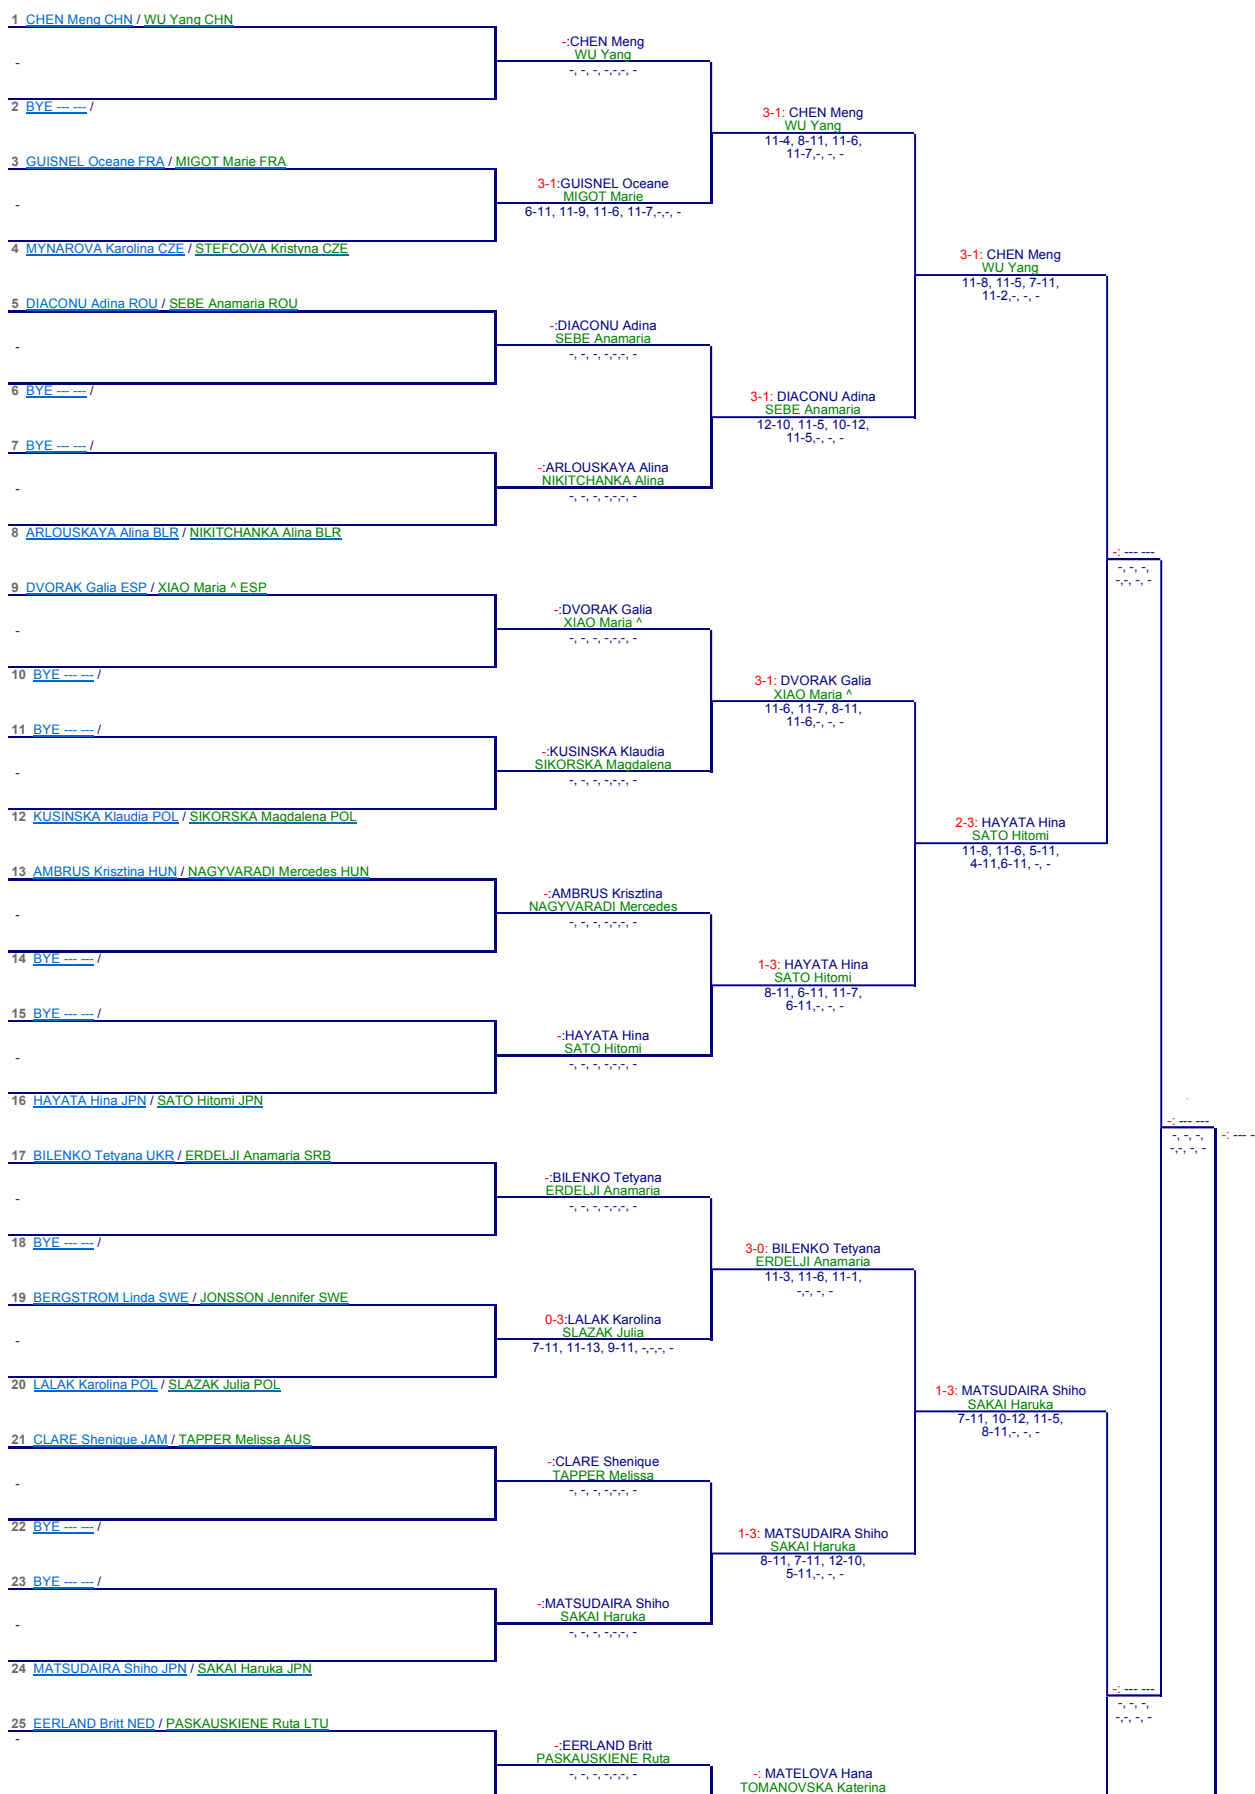 1 CHEN Meng CHN / WU Yang CHN
-:CHEN Meng
WU Yang
-
-, -, -, -,-,-, -
2 BYE --- --- /
3-1: CHEN Meng
WU Yang
11-4, 8-11, 11-6,
11-7,-, -, -
3 GUISNEL Oceane FRA / MIGOT Marie FRA
3-1:GUISNEL Oceane
MIGOT Marie
-
6-11, 11-9, 11-6, 11-7,-,-, -
4 MYNAROVA Karolina CZE / STEFCOVA Kristyna CZE
3-1: CHEN Meng
WU Yang
11-8, 11-5, 7-11,
11-2,-, -, -
5 DIACONU Adina ROU / SEBE Anamaria ROU
-:DIACONU Adina
SEBE Anamaria
-
-, -, -, -,-,-, -
6 BYE --- --- /
3-1: DIACONU Adina
SEBE Anamaria
12-10, 11-5, 10-12,
11-5,-, -, -
7 BYE --- --- /
-:ARLOUSKAYA Alina
NIKITCHANKA Alina
-
-, -, -, -,-,-, -
8 ARLOUSKAYA Alina BLR / NIKITCHANKA Alina BLR
-: --- ---
-, -, -,
-,-, -, -
9 DVORAK Galia ESP / XIAO Maria ^ ESP
-:DVORAK Galia
XIAO Maria ^
-
-, -, -, -,-,-, -
10 BYE --- --- /
3-1: DVORAK Galia
XIAO Maria ^
11-6, 11-7, 8-11,
11-6,-, -, -
11 BYE --- --- /
-:KUSINSKA Klaudia
SIKORSKA Magdalena
-
-, -, -, -,-,-, -
12 KUSINSKA Klaudia POL / SIKORSKA Magdalena POL
2-3: HAYATA Hina
SATO Hitomi
11-8, 11-6, 5-11,
4-11,6-11, -, -
13 AMBRUS Krisztina HUN / NAGYVARADI Mercedes HUN
-:AMBRUS Krisztina
NAGYVARADI Mercedes
-
-, -, -, -,-,-, -
14 BYE --- --- /
1-3: HAYATA Hina
SATO Hitomi
8-11, 6-11, 11-7,
6-11,-, -, -
15 BYE --- --- /
-:HAYATA Hina
SATO Hitomi
-
-, -, -, -,-,-, -
16 HAYATA Hina JPN / SATO Hitomi JPN
-: --- ---
-, -, -,
-,-, -, -
-: --- -
17 BILENKO Tetyana UKR / ERDELJI Anamaria SRB
-:BILENKO Tetyana
ERDELJI Anamaria
-
-, -, -, -,-,-, -
18 BYE --- --- /
3-0: BILENKO Tetyana
ERDELJI Anamaria
11-3, 11-6, 11-1,
-,-, -, -
19 BERGSTROM Linda SWE / JONSSON Jennifer SWE
0-3:LALAK Karolina
SLAZAK Julia
-
7-11, 11-13, 9-11, -,-,-, -
20 LALAK Karolina POL / SLAZAK Julia POL
1-3: MATSUDAIRA Shiho
SAKAI Haruka
7-11, 10-12, 11-5,
8-11,-, -, -
21 CLARE Shenique JAM / TAPPER Melissa AUS
-:CLARE Shenique
TAPPER Melissa
-
-, -, -, -,-,-, -
22 BYE --- --- /
1-3: MATSUDAIRA Shiho
SAKAI Haruka
8-11, 7-11, 12-10,
5-11,-, -, -
23 BYE --- --- /
-:MATSUDAIRA Shiho
SAKAI Haruka
-
-, -, -, -,-,-, -
24 MATSUDAIRA Shiho JPN / SAKAI Haruka JPN
-: --- ---
-, -, -,
-,-, -, -
25 EERLAND Britt NED / PASKAUSKIENE Ruta LTU
-
-:EERLAND Britt
PASKAUSKIENE Ruta
-, -, -, -,-,-, -
-: MATELOVA Hana
TOMANOVSKA Katerina